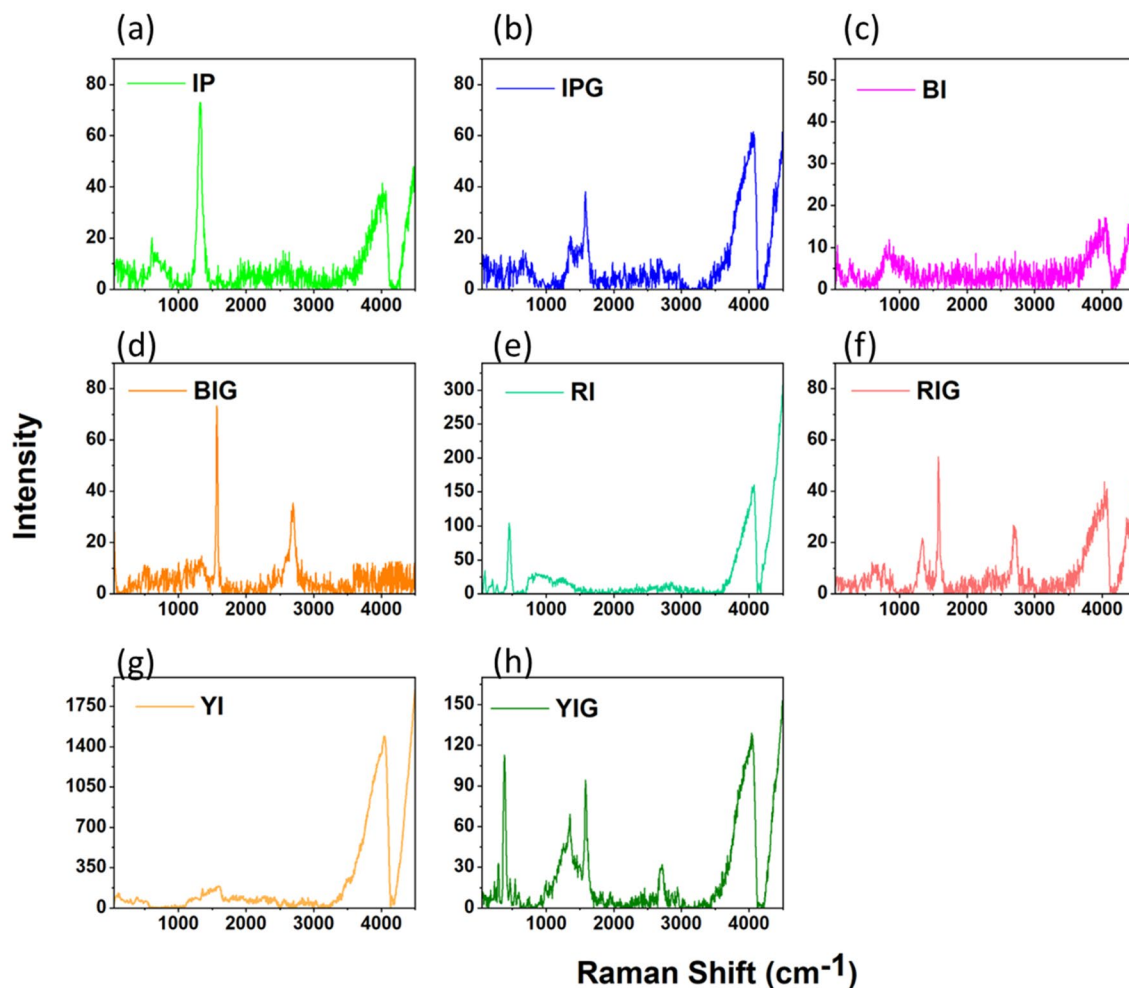 (a) (b) (c)
IP IPG BI
80 80 50
60 60 40
40 40 30
20 20 20
0 0 10
0
1000 2000 3000 4000 1000 2000 3000 4000 1000 2000 3000 4000
(d) (e) (f)
BIG RI RIG
80 300 80
60 250 60
40 200 40
20 150 20
0 100 0
50
0
1000 2000 3000 4000 1000 2000 3000 4000 1000 2000 3000 4000
(g) (h)
YI YIG
1750 150
1400 120
1050 90
700 60
350 30
0 0
1000 2000 3000 4000 1000 2000 3000 4000
Intensity
Raman Shift (cm-1)